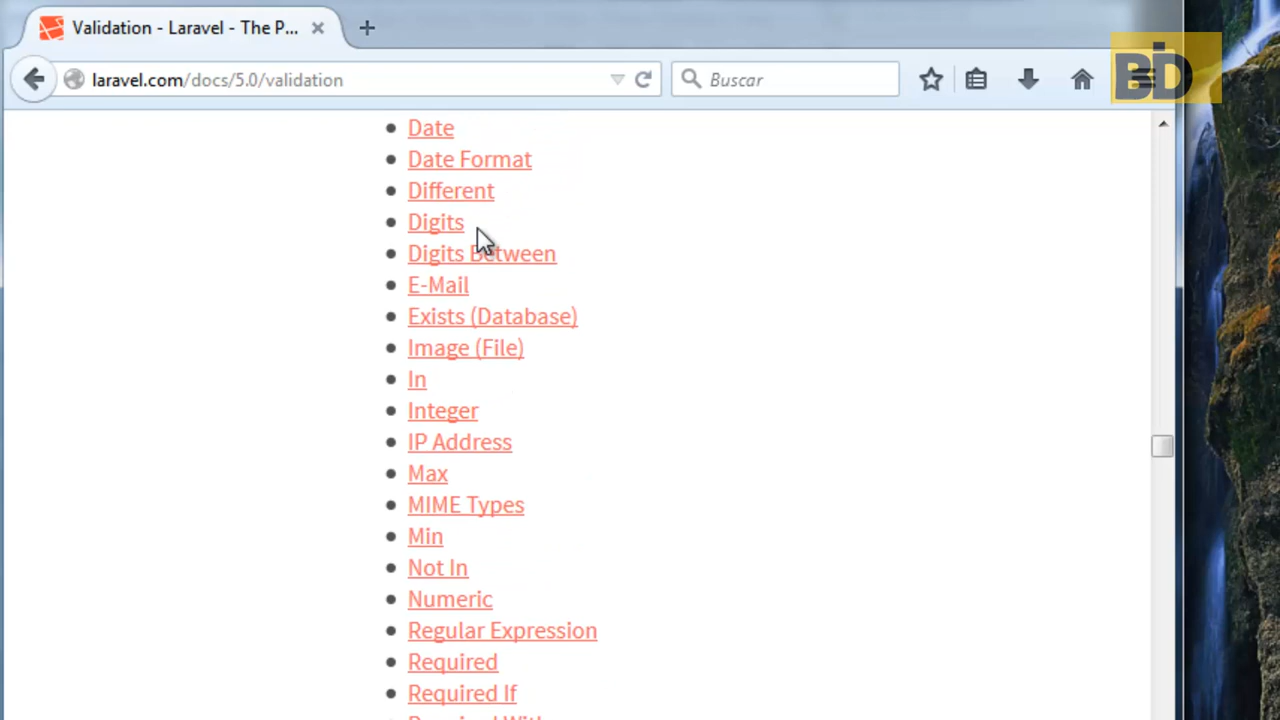 Validation - Laravel - The P...
laravel.com/docs/5.0/validation
Buscar
BID
Date
Date Format
Different
Digits
Digits Between
E-Mail
Exists (Database)
Image (File)
In
Integer
IP Address
Max
MIME Types
Min
Not In
Numeric
Regular Expression
Required
Required If